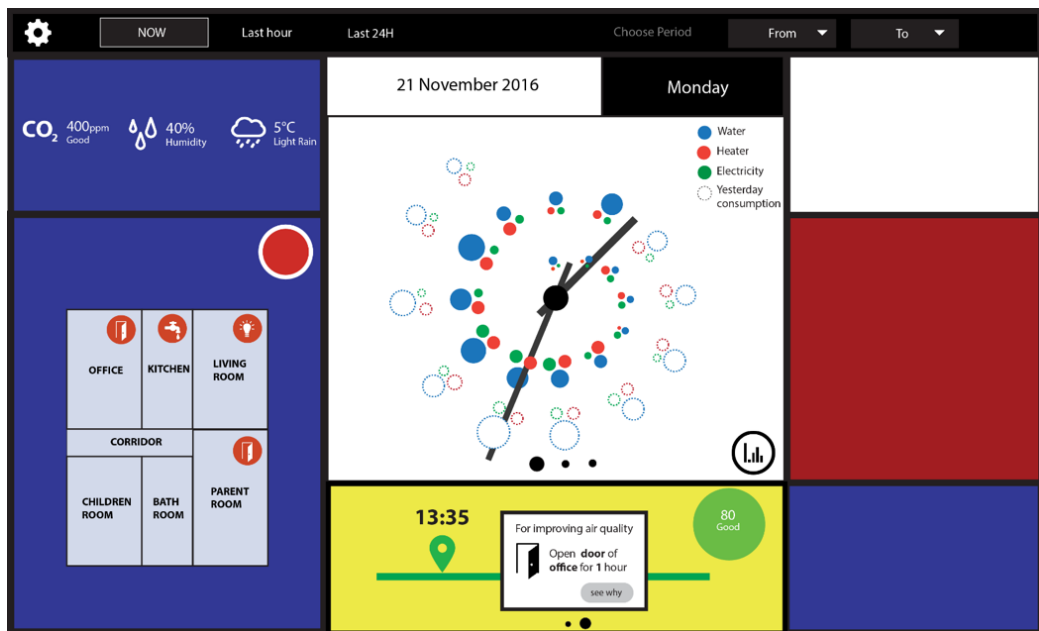 NOW
Last hour
Last 24H
Choose Period
From
To
CO2
400ppm
Good
40%
Humidity
5°C
Light Rain
21 November 2016
Monday
Water
Heater
Electricity
Yesterday
consumption
OFFICE
KITCHEN
LIVING
ROOM
CORRIDOR
CHILDREN
ROOM
BATH
ROOM
PARENT
ROOM
13:35
For improving air quality
Open door of
office for 1 hour
see why
80
Good